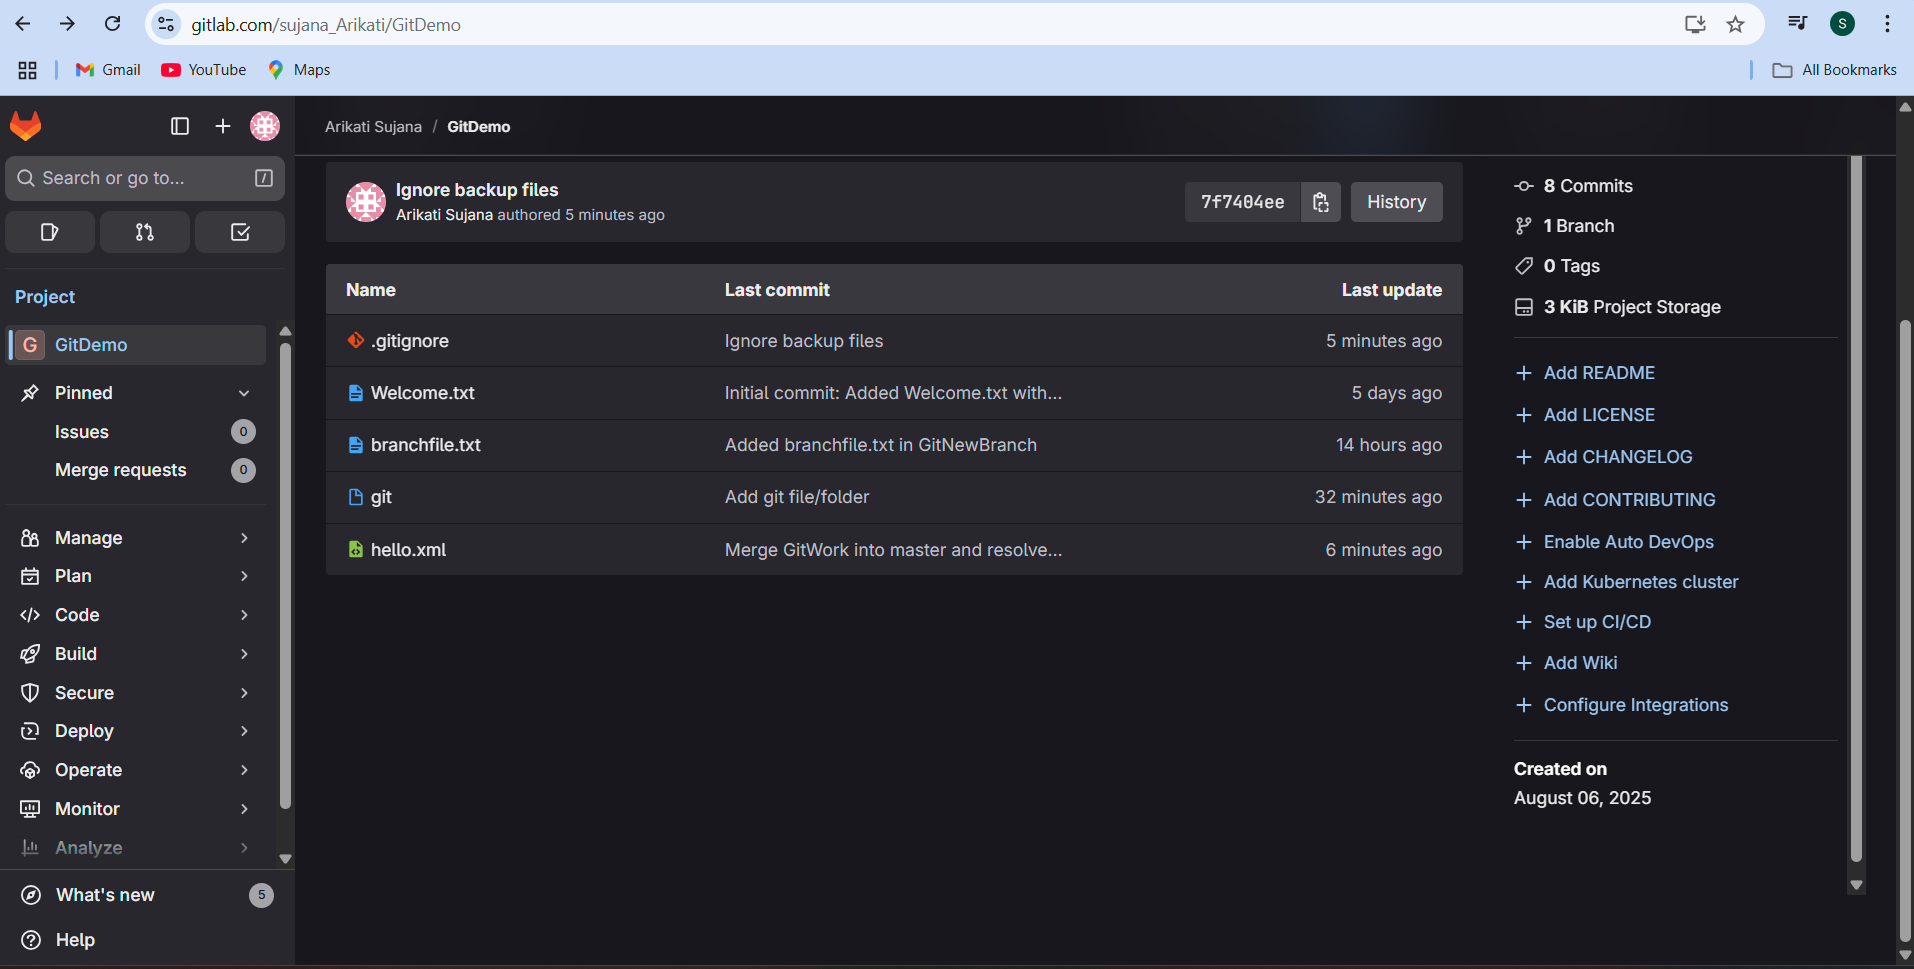 gitlab.com/sujana_Arikati/GitDemo
S
Gmail
YouTube
Maps
All Bookmarks
Arikati Sujana / GitDemo
Search or go to...
/
Project
G GitDemo
Pinned
Issues 0
Merge requests 0
Manage
Plan
Code
Build
Secure
Deploy
Operate
Monitor
Analyze
What's new 5
Help
Ignore backup files
Arikati Sujana authored 5 minutes ago
7f7404ee
History
Name Last commit Last update
.gitignore Ignore backup files 5 minutes ago
Welcome.txt Initial commit: Added Welcome.txt with... 5 days ago
branchfile.txt Added branchfile.txt in GitNewBranch 14 hours ago
git Add git file/folder 32 minutes ago
hello.xml Merge GitWork into master and resolve... 6 minutes ago
8 Commits
1 Branch
0 Tags
3 KiB Project Storage
Add README
Add LICENSE
Add CHANGELOG
Add CONTRIBUTING
Enable Auto DevOps
Add Kubernetes cluster
Set up CI/CD
Add Wiki
Configure Integrations
Created on
August 06, 2025